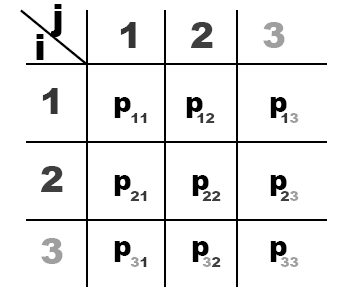 j
i 1 2 3
1 p11 p12 p13
2 p21 p22 p23
3 p31 p32 p33